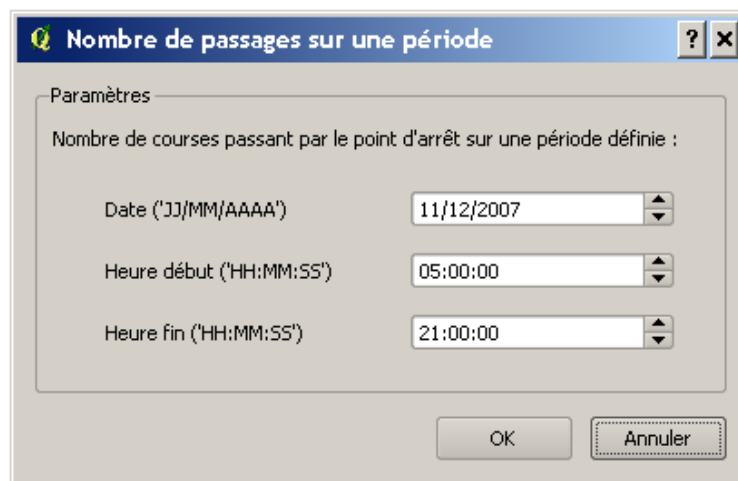 Nombre de passages sur une période
Paramètres
Nombre de courses passant par le point d'arrêt sur une période définie :
Date ('JJ/MM/AAAA') 11/12/2007
Heure début ('HH:MM:SS') 05:00:00
Heure fin ('HH:MM:SS') 21:00:00
OK Annuler